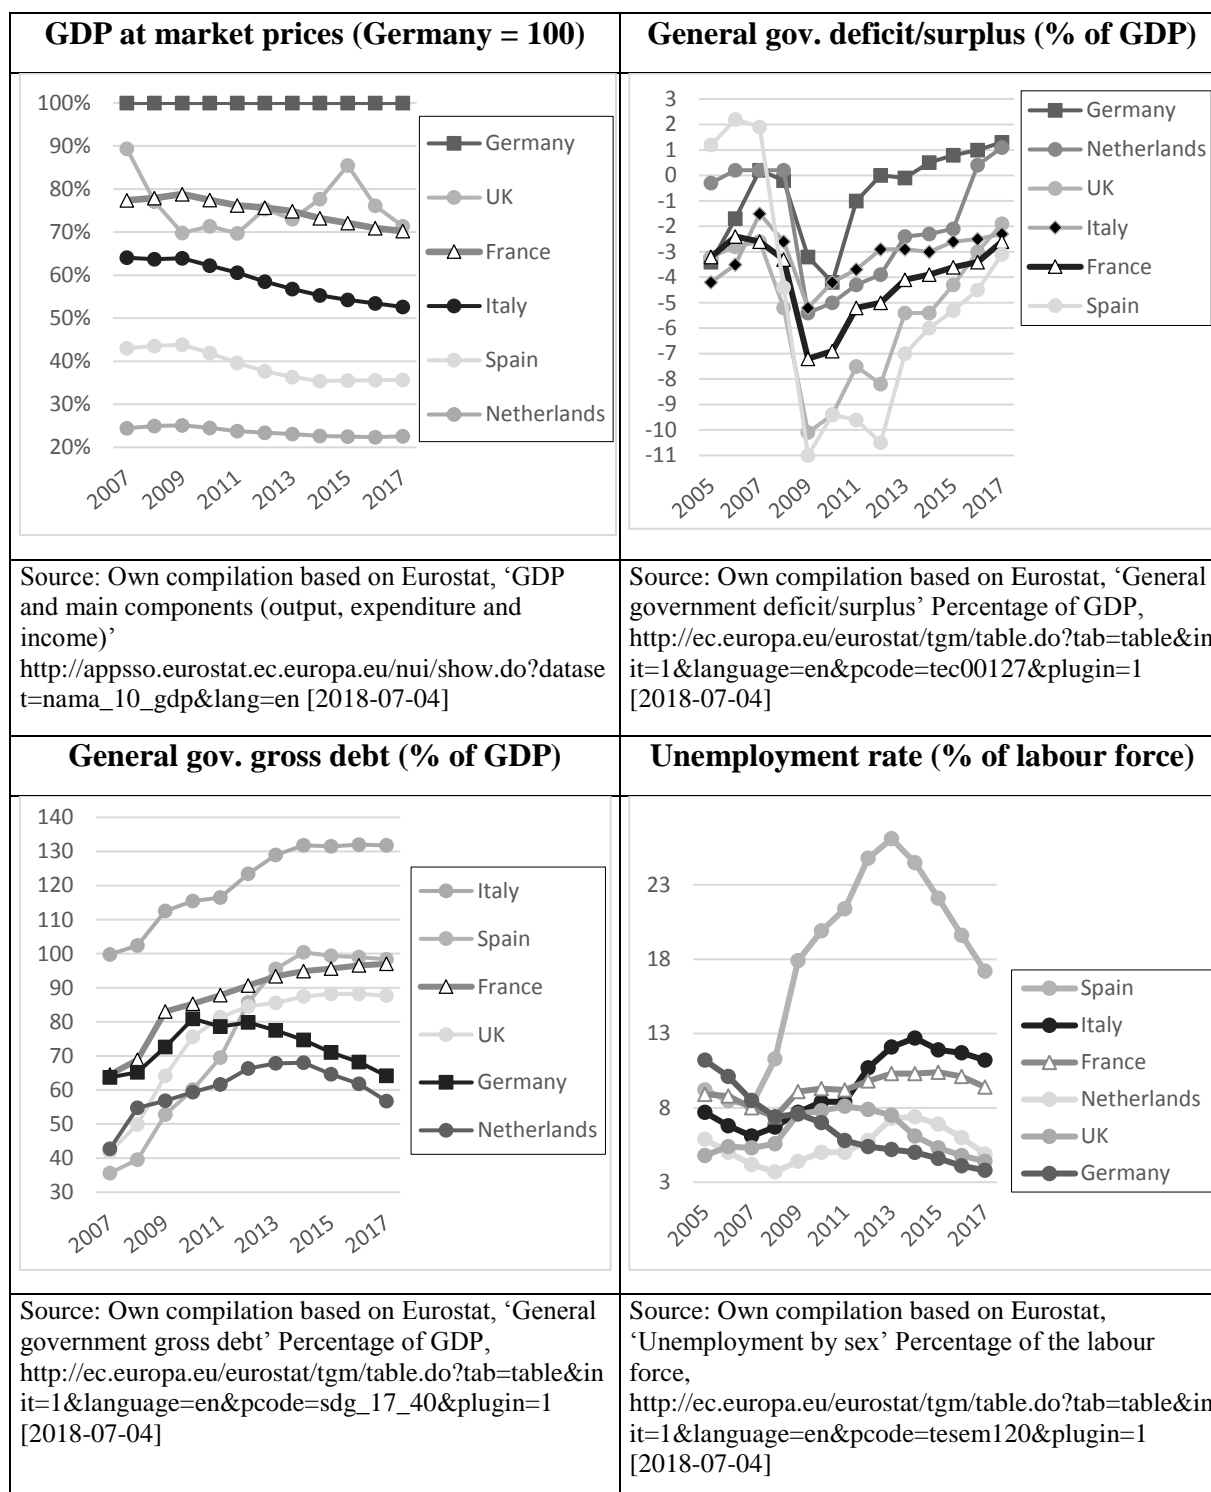 GDP at market prices (Germany = 100)
General gov. deficit/surplus (% of GDP)
100%
90%
80%
70%
60%
50%
40%
30%
20%
2007
2009
2011
2013
2015
2017
Germany
UK
France
Italy
Spain
Netherlands
3
2
1
0
-1
-2
-3
-4
-5
-6
-7
-8
-9
-10
-11
2005
2007
2009
2011
2013
2015
2017
Germany
Netherlands
UK
Italy
France
Spain
Source: Own compilation based on Eurostat, ‘GDP
and main components (output, expenditure and
income)’
http://appsso.eurostat.ec.europa.eu/nui/show.do?datase
t=nama_10_gdp&lang=en [2018-07-04]
Source: Own compilation based on Eurostat, ‘General
government deficit/surplus’ Percentage of GDP,
http://ec.europa.eu/eurostat/tgm/table.do?tab=table&in
it=1&language=en&pcode=tec00127&plugin=1
[2018-07-04]
General gov. gross debt (% of GDP)
Unemployment rate (% of labour force)
140
130
120
110
100
90
80
70
60
50
40
30
2007
2009
2011
2013
2015
2017
Italy
Spain
France
UK
Germany
Netherlands
23
18
13
8
3
2005
2007
2009
2011
2013
2015
2017
Spain
Italy
France
Netherlands
UK
Germany
Source: Own compilation based on Eurostat, ‘General
government gross debt’ Percentage of GDP,
http://ec.europa.eu/eurostat/tgm/table.do?tab=table&in
it=1&language=en&pcode=sdg_17_40&plugin=1
[2018-07-04]
Source: Own compilation based on Eurostat,
‘Unemployment by sex’ Percentage of the labour
force,
http://ec.europa.eu/eurostat/tgm/table.do?tab=table&in
it=1&language=en&pcode=tesem120&plugin=1
[2018-07-04]